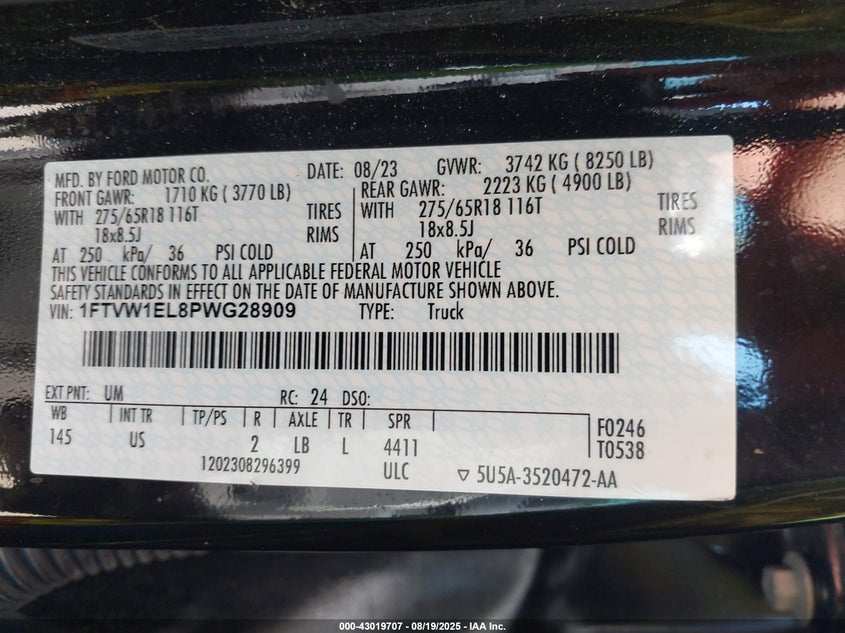 MFD. BY FORD MOTOR CO. DATE: 08/23 GVWR: 3742 KG ( 8250 LB)
FRONT GAWR: 1710 KG ( 3770 LB) REAR GAWR: 2223 KG ( 4900 LB)
WITH 275/65R18 116T TIRES WITH 275/65R18 116T TIRES
18x8.5J RIMS 18x8.5J RIMS
AT 250 kPa/ 36 PSI COLD AT 250 kPa/ 36 PSI COLD
THIS VEHICLE CONFORMS TO ALL APPLICABLE FEDERAL MOTOR VEHICLE
SAFETY STANDARDS IN EFFECT ON THE DATE OF MANUFACTURE SHOWN ABOVE.
VIN: 1FTVW1EL8PWG28909 TYPE: Truck
EXT PNT: UM RC: 24 DSO:
WB INT TR TP/PS R AXLE TR SPR F0246
145 US 2 LB L 4411 T0538
1202308296399 ULC ▽ 5U5A-3520472-AA
000-43019707 - 08/19/2025 - IAA Inc.